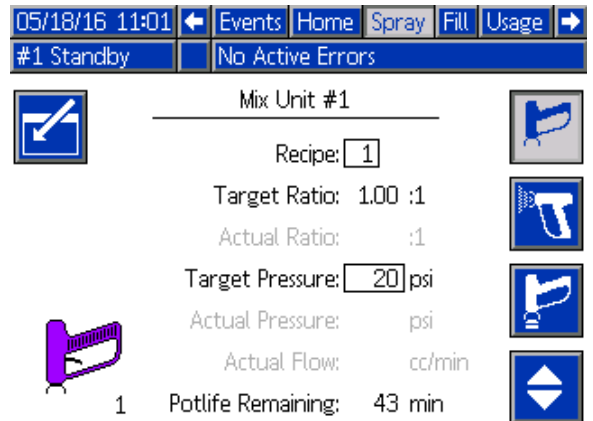 05/18/16 11:01 Events Home Spray Fill Usage
#1 Standby No Active Errors
Mix Unit #1
Recipe: 1
Target Ratio: 1.00 :1
Actual Ratio: :1
Target Pressure: 20 psi
Actual Pressure: psi
Actual Flow: cc/min
1 Potlife Remaining: 43 min